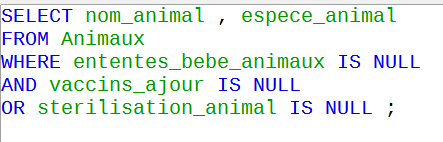 SELECT nom_animal , espece_animal
FROM Animaux
WHERE ententes_bebe_animaux IS NULL
AND vaccins_ajour IS NULL
OR sterilisation_animal IS NULL ;